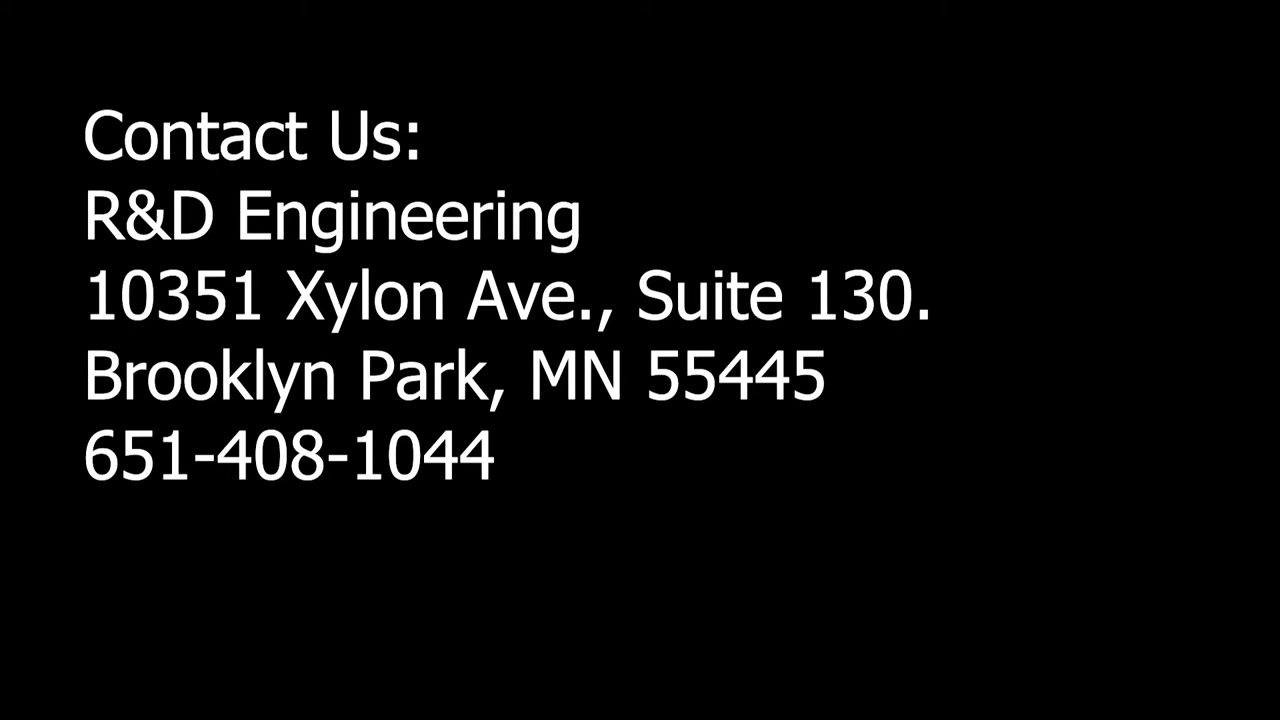 Contact Us:
R&D Engineering
10351 Xylon Ave., Suite 130.
Brooklyn Park, MN 55445
651-408-1044